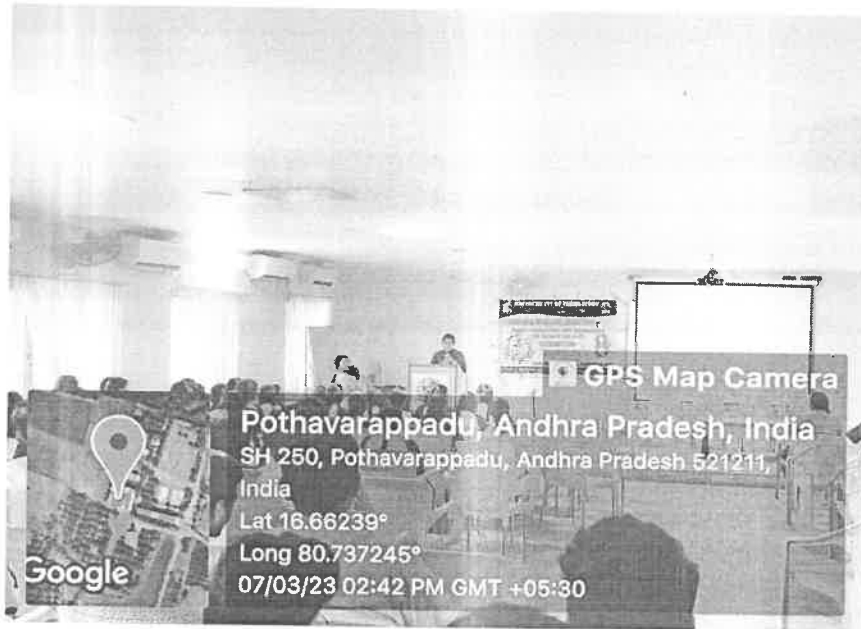 GPS Map Camera
Pothavarappadu, Andhra Pradesh, India
SH 250, Pothavarappadu, Andhra Pradesh 521211,
India
Lat 16.66239°
Long 80.737245°
07/03/23 02:42 PM GMT +05:30
Google